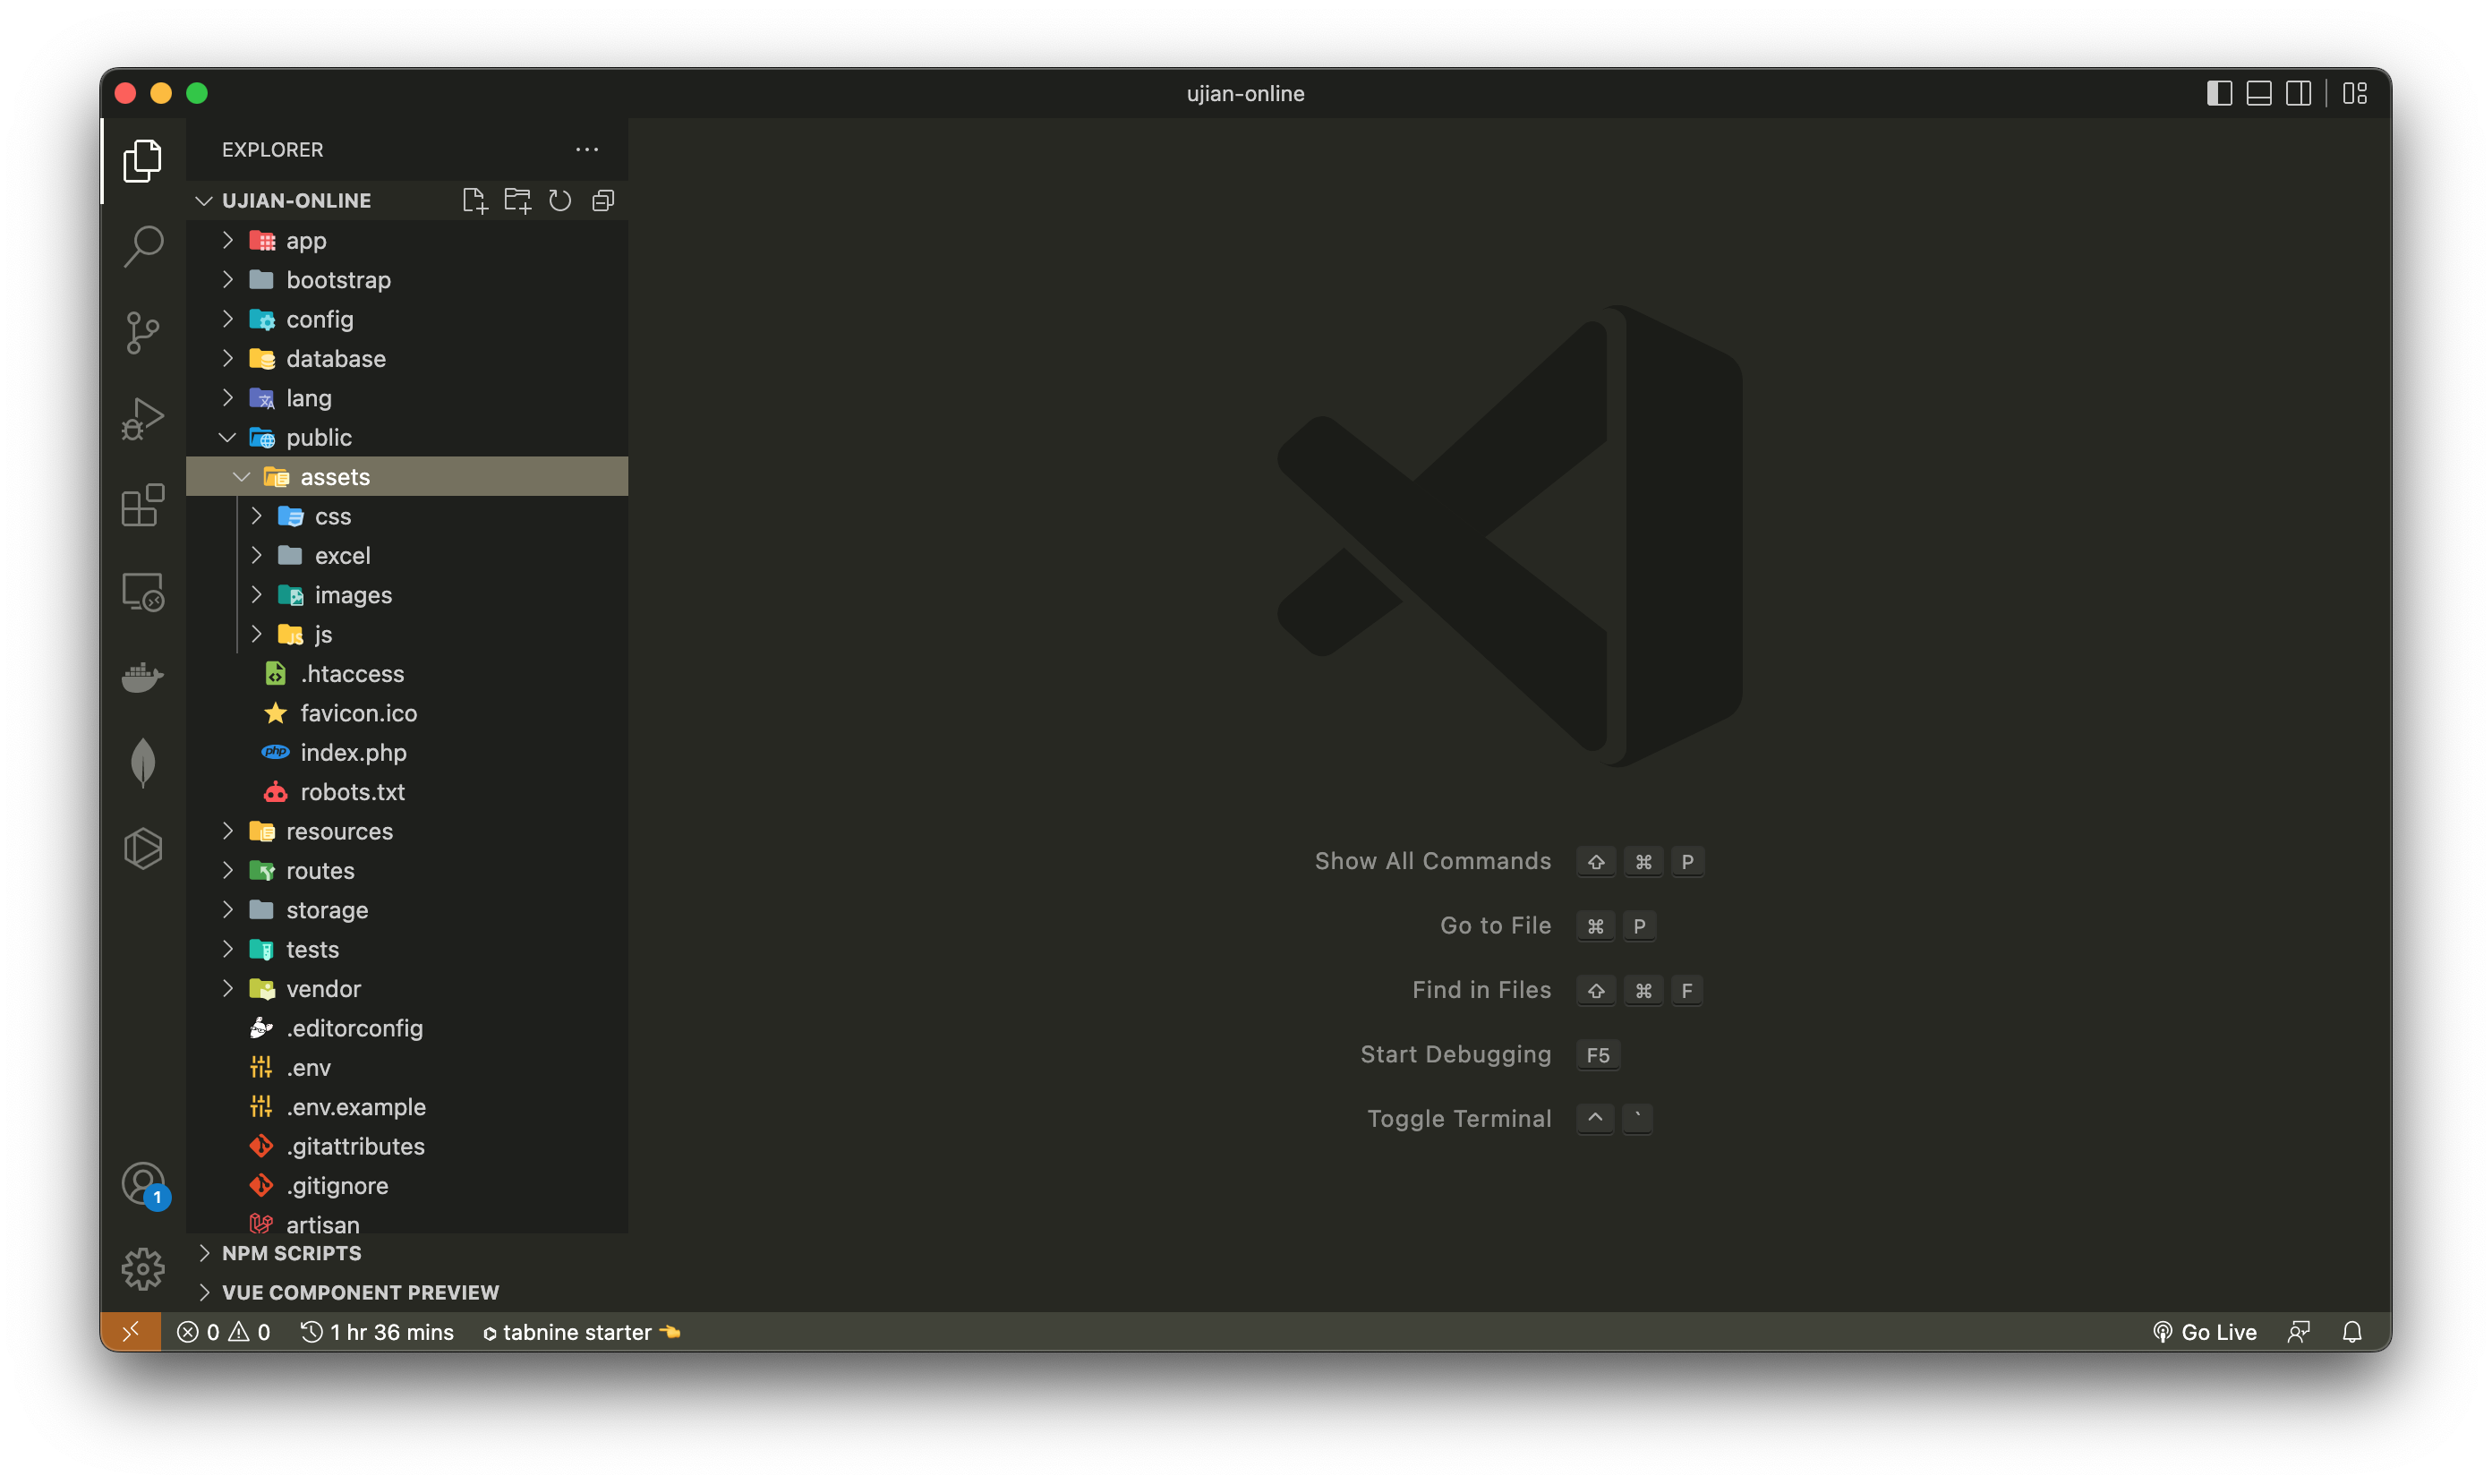 ujian-online
EXPLORER
UJIAN-ONLINE
app
bootstrap
config
database
lang
public
assets
css
excel
images
js
.htaccess
favicon.ico
index.php
robots.txt
resources
routes
storage
tests
vendor
.editorconfig
.env
.env.example
.gitattributes
.gitignore
artisan
NPM SCRIPTS
VUE COMPONENT PREVIEW
Show All Commands ⇧ ⌘ P
Go to File ⌘ P
Find in Files ⇧ ⌘ F
Start Debugging F5
Toggle Terminal ^ `
1
0 0 1 hr 36 mins tabnine starter Go Live